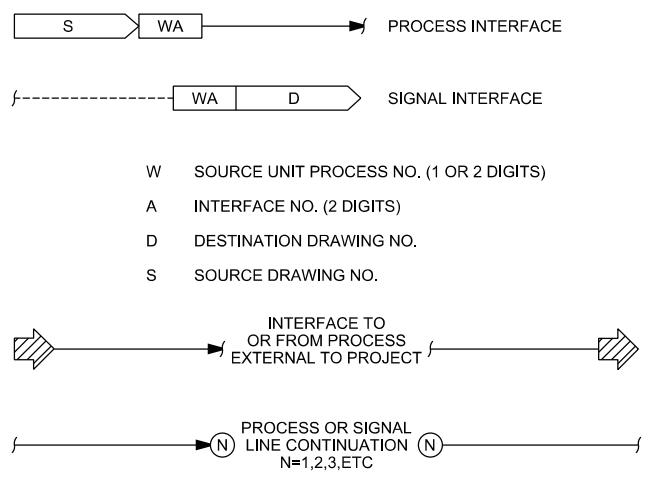 S WA PROCESS INTERFACE
WA D SIGNAL INTERFACE
W SOURCE UNIT PROCESS NO. (1 OR 2 DIGITS)
A INTERFACE NO. (2 DIGITS)
D DESTINATION DRAWING NO.
S SOURCE DRAWING NO.
INTERFACE TO
OR FROM PROCESS
EXTERNAL TO PROJECT
PROCESS OR SIGNAL
N LINE CONTINUATION N
N=1,2,3,ETC